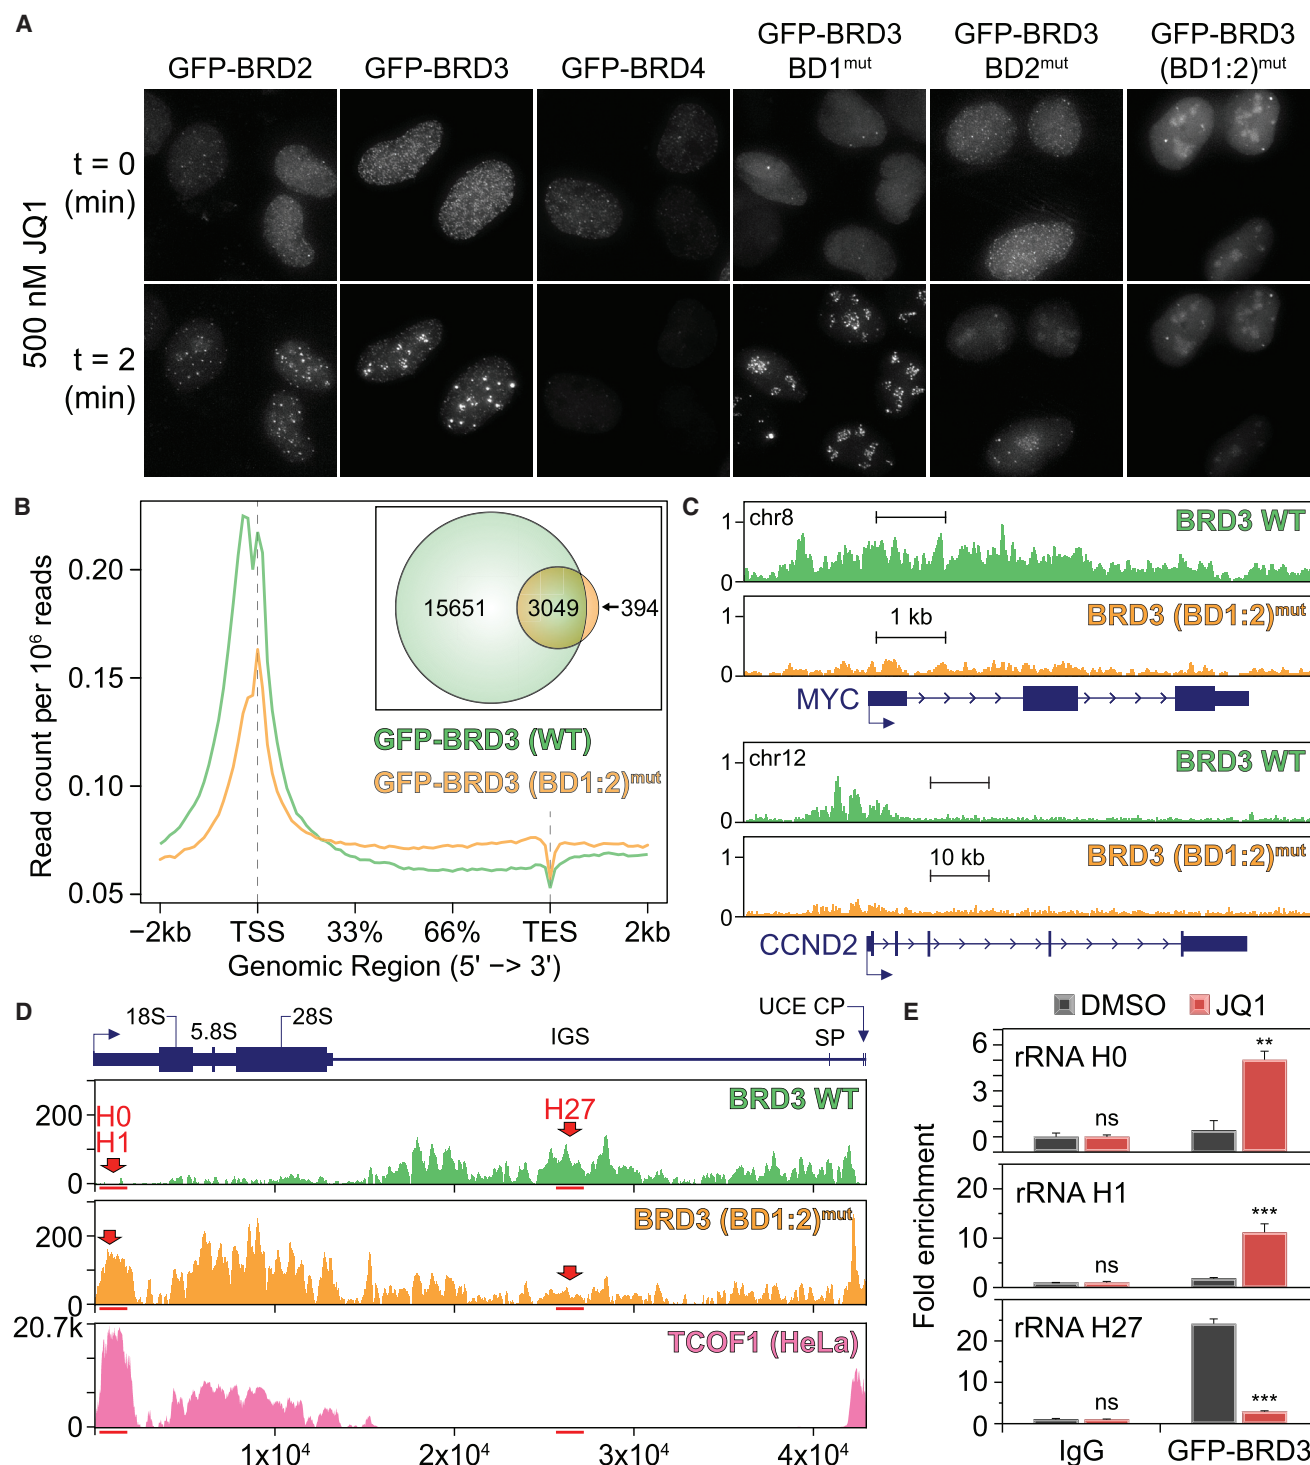 A
GFP-BRD2
GFP-BRD3
GFP-BRD4
GFP-BRD3
BD1mut
GFP-BRD3
BD2mut
GFP-BRD3
(BD1:2)mut
500 nM JQ1
t = 0
(min)
t = 2
(min)
B
Read count per 10⁶ reads
0.20
0.15
0.10
0.05
15651
3049
394
GFP-BRD3 (WT)
GFP-BRD3 (BD1:2)mut
−2kb
TSS
33%
66%
TES
2kb
Genomic Region (5' −> 3')
C
1
0
chr8
BRD3 WT
1
0
1 kb
BRD3 (BD1:2)mut
MYC
1
0
chr12
BRD3 WT
1
0
10 kb
BRD3 (BD1:2)mut
CCND2
D
18S
5.8S
28S
IGS
UCE CP
SP
200
0
H0
H1
H27
BRD3 WT
200
0
BRD3 (BD1:2)mut
20.7k
0
TCOF1 (HeLa)
1x10⁴
2x10⁴
3x10⁴
4x10⁴
E
DMSO
JQ1
Fold enrichment
6
3
0
rRNA H0
ns
**
20
10
0
rRNA H1
ns
***
20
10
0
rRNA H27
ns
***
IgG
GFP-BRD3